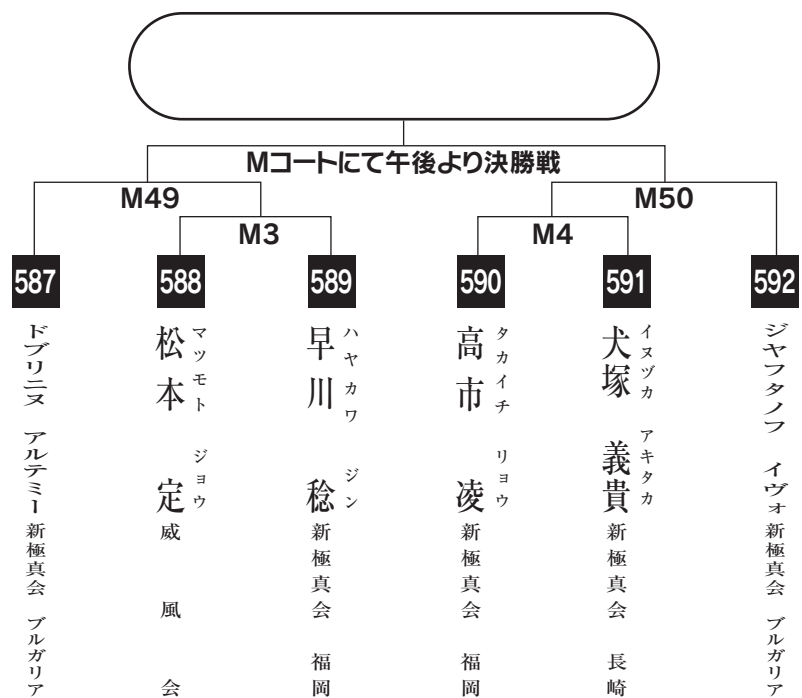 Mコートにて午後より決勝戦
M49
M50
M3
M4
587
588
589
590
591
592
ドブリニヌ アルテミー 新極真会 ブルガリア
マツモト ジョウ
松本 定 威風会
ハヤカワ ジン
早川 稔 新極真会 福岡
タカイチ リョウ
高市 凌 新極真会 福岡
イヌヅカ アキタカ
犬塚 義貴 新極真会 長崎
ジヤフタノフ イヴォ 新極真会 ブルガリア